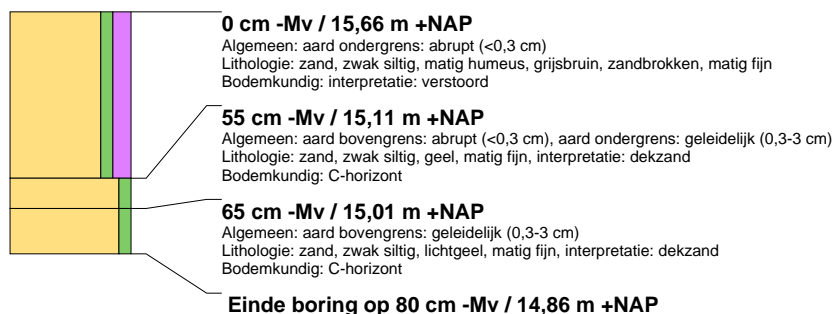 0 cm -Mv / 15,66 m +NAP
Algemeen: aard ondergrens: abrupt (<0,3 cm)
Lithologie: zand, zwak siltig, matig humeus, grijsbruin, zandbrokken, matig fijn
Bodemkundig: interpretatie: verstoord
55 cm -Mv / 15,11 m +NAP
Algemeen: aard bovengrens: abrupt (<0,3 cm), aard ondergrens: geleidelijk (0,3-3 cm)
Lithologie: zand, zwak siltig, geel, matig fijn, interpretatie: dekzand
Bodemkundig: C-horizont
65 cm -Mv / 15,01 m +NAP
Algemeen: aard bovengrens: geleidelijk (0,3-3 cm)
Lithologie: zand, zwak siltig, lichtgeel, matig fijn, interpretatie: dekzand
Bodemkundig: C-horizont
Einde boring op 80 cm -Mv / 14,86 m +NAP